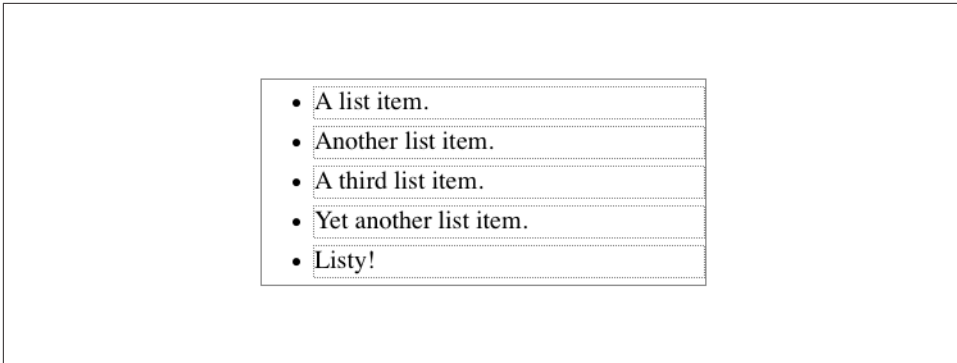 • A list item.
• Another list item.
• A third list item.
• Yet another list item.
• Listy!